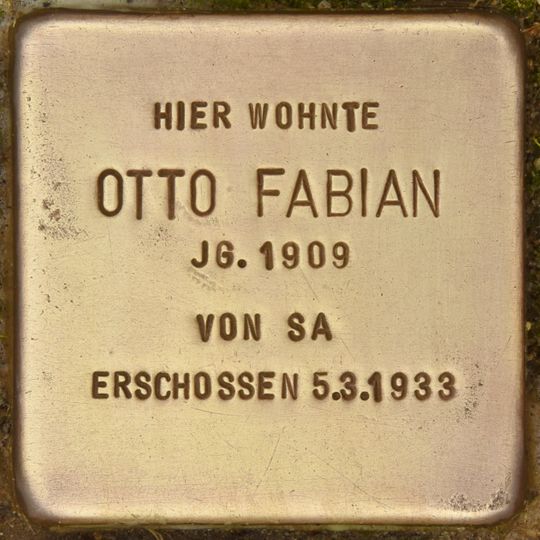 HIER WOHNTE
OTTO FABIAN
JG. 1909
VON SA
ERSCHOSSEN 5.3.1933